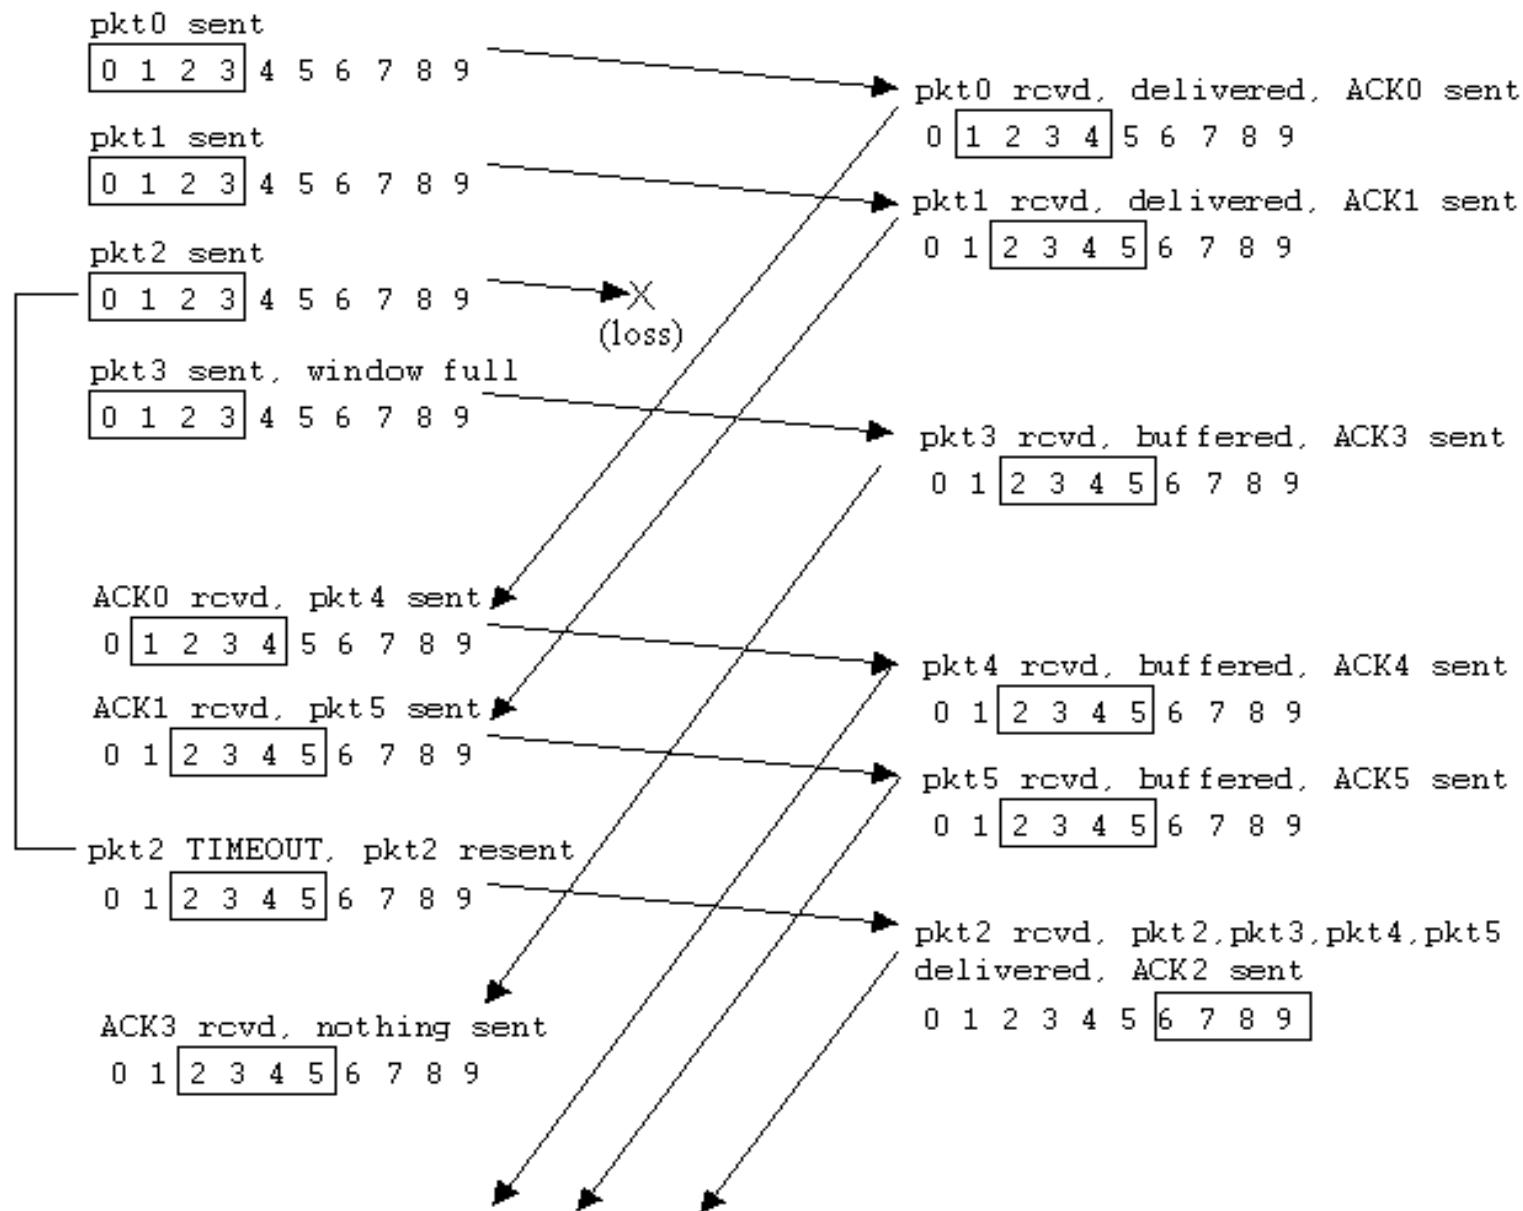 pkt0 sent
0 1 2 3 4 5 6 7 8 9
pkt0 rcvd, delivered, ACK0 sent
0 1 2 3 4 5 6 7 8 9
pkt1 sent
0 1 2 3 4 5 6 7 8 9
pkt1 rcvd, delivered, ACK1 sent
0 1 2 3 4 5 6 7 8 9
pkt2 sent
0 1 2 3 4 5 6 7 8 9
X
(loss)
pkt3 sent, window full
0 1 2 3 4 5 6 7 8 9
pkt3 rcvd, buffered, ACK3 sent
0 1 2 3 4 5 6 7 8 9
ACK0 rcvd, pkt4 sent
0 1 2 3 4 5 6 7 8 9
pkt4 rcvd, buffered, ACK4 sent
0 1 2 3 4 5 6 7 8 9
ACK1 rcvd, pkt5 sent
0 1 2 3 4 5 6 7 8 9
pkt5 rcvd, buffered, ACK5 sent
0 1 2 3 4 5 6 7 8 9
pkt2 TIMEOUT, pkt2 resent
0 1 2 3 4 5 6 7 8 9
pkt2 rcvd, pkt2,pkt3,pkt4,pkt5
delivered, ACK2 sent
0 1 2 3 4 5 6 7 8 9
ACK3 rcvd, nothing sent
0 1 2 3 4 5 6 7 8 9